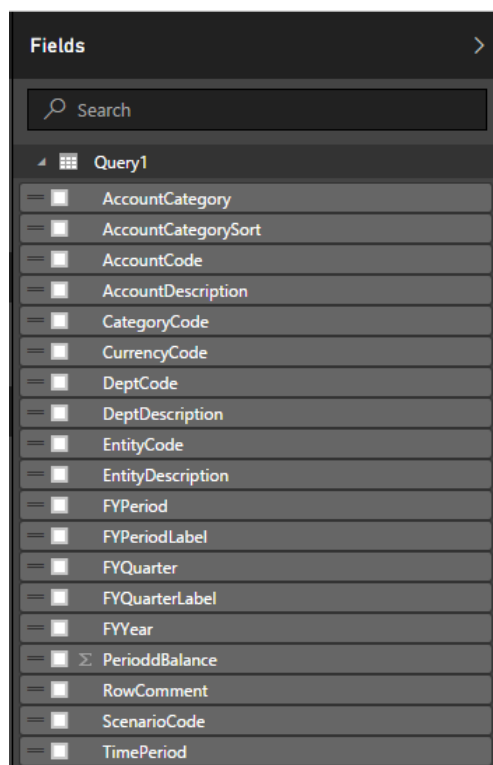 Fields
Search
Query1
AccountCategory
AccountCategorySort
AccountCode
AccountDescription
CategoryCode
CurrencyCode
DeptCode
DeptDescription
EntityCode
EntityDescription
FYPeriod
FYPeriodLabel
FYQuarter
FYQuarterLabel
FYYear
Σ PerioddBalance
RowComment
ScenarioCode
TimePeriod